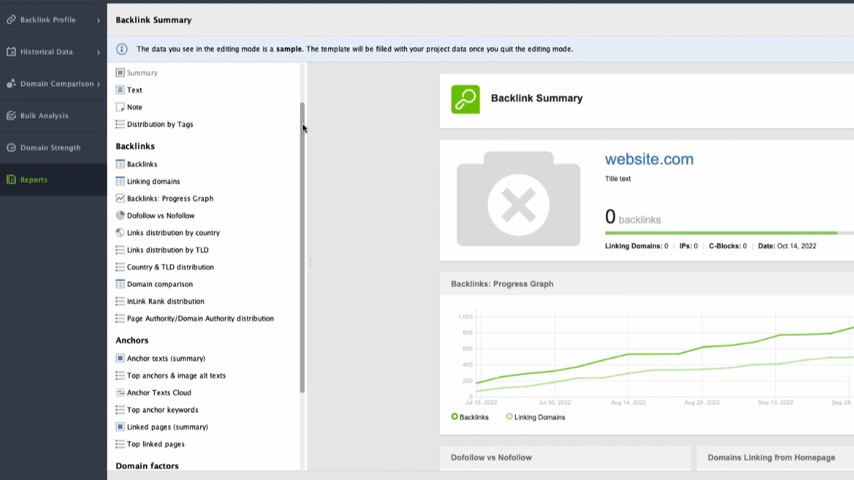 Backlink Profile
Historical Data
Domain Comparison
Bulk Analysis
Domain Strength
Reports
Backlink Summary
The data you see in the editing mode is a sample. The template will be filled with your project data once you quit the editing mode.
Summary
Text
Note
Distribution by Tags
Backlinks
Backlinks
Linking domains
Backlinks: Progress Graph
Dofollow vs Nofollow
Links distribution by country
Links distribution by TLD
Country & TLD distribution
Domain comparison
InLink Rank distribution
Page Authority/Domain Authority distribution
Anchors
Anchor texts (summary)
Top anchors & image alt texts
Anchor Texts Cloud
Top anchor keywords
Linked pages (summary)
Top linked pages
Domain factors
Backlink Summary
website.com
Title text
0 backlinks
Linking Domains: 0 | IPs: 0 | C-Blocks: 0 | Date: Oct 14, 2022
Backlinks: Progress Graph
1,000
800
600
400
200
0
Jul 15, 2022 Jul 30, 2022 Aug 14, 2022 Aug 29, 2022 Sep 13, 2022 Sep 28,
Backlinks Linking Domains
Dofollow vs Nofollow
Domains Linking from Homepage